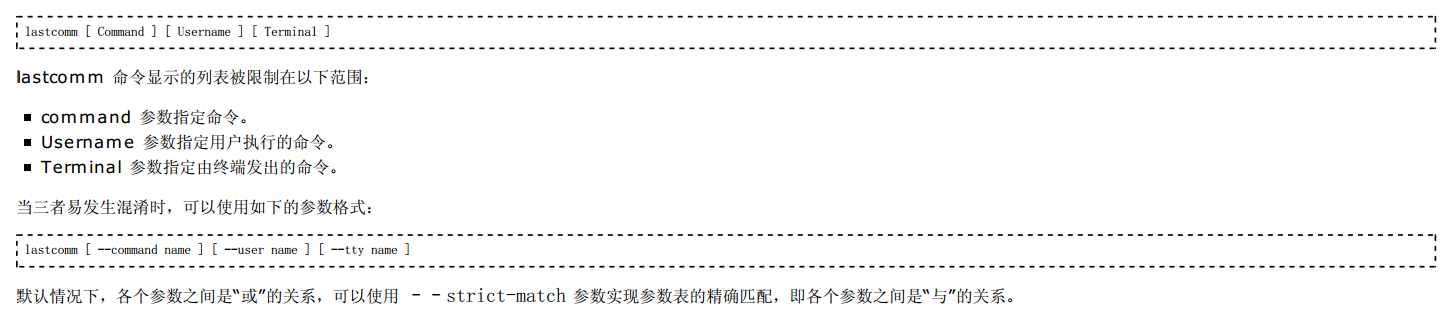 lastcomm [ Command ] [ Username ] [ Terminal ]
lastcomm 命令显示的列表被限制在以下范围：
▪ command 参数指定命令。
▪ Username 参数指定用户执行的命令。
▪ Terminal 参数指定由终端发出的命令。
当三者易发生混淆时，可以使用如下的参数格式：
lastcomm [ --command name ] [ --user name ] [ --tty name ]
默认情况下，各个参数之间是“或”的关系，可以使用 - - strict-match 参数实现参数表的精确匹配，即各个参数之间是“与”的关系。